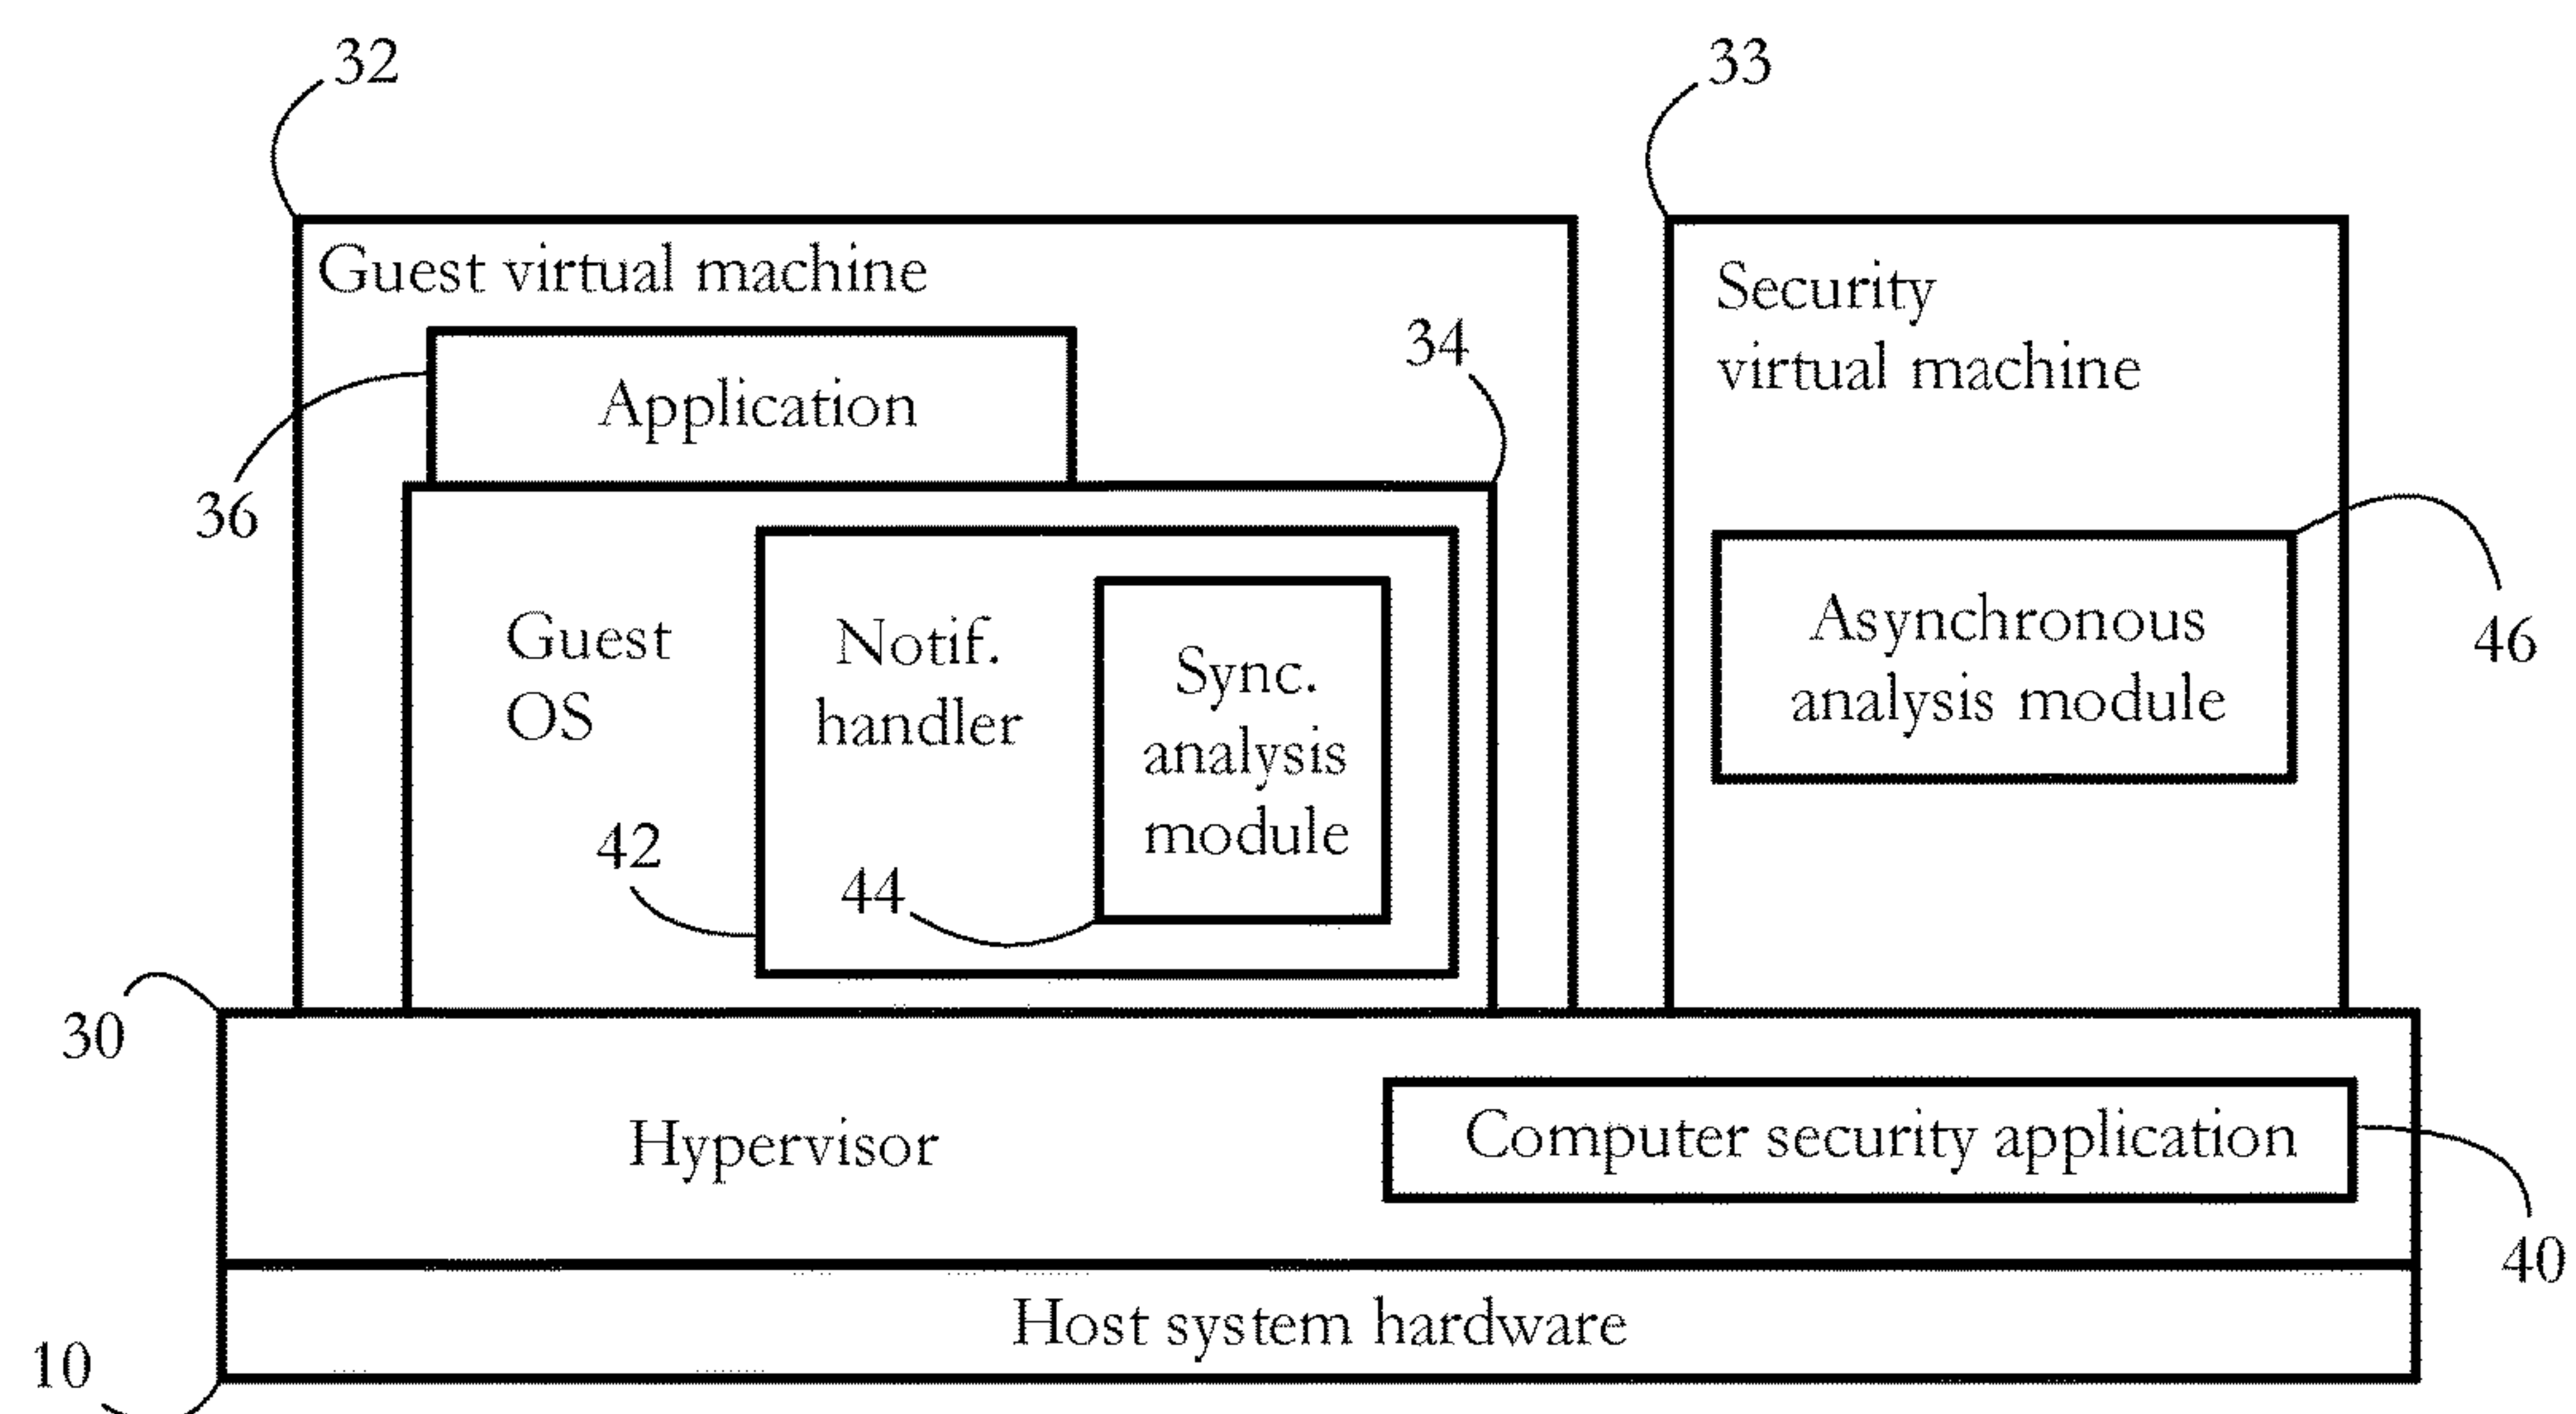 32
33
Guest virtual machine
Security
virtual machine
34
Application
36
Asynchronous
analysis module
46
Guest
OS
Notif.
handler
Sync.
analysis
module
42
44
30
Hypervisor
Computer security application
40
Host system hardware
10